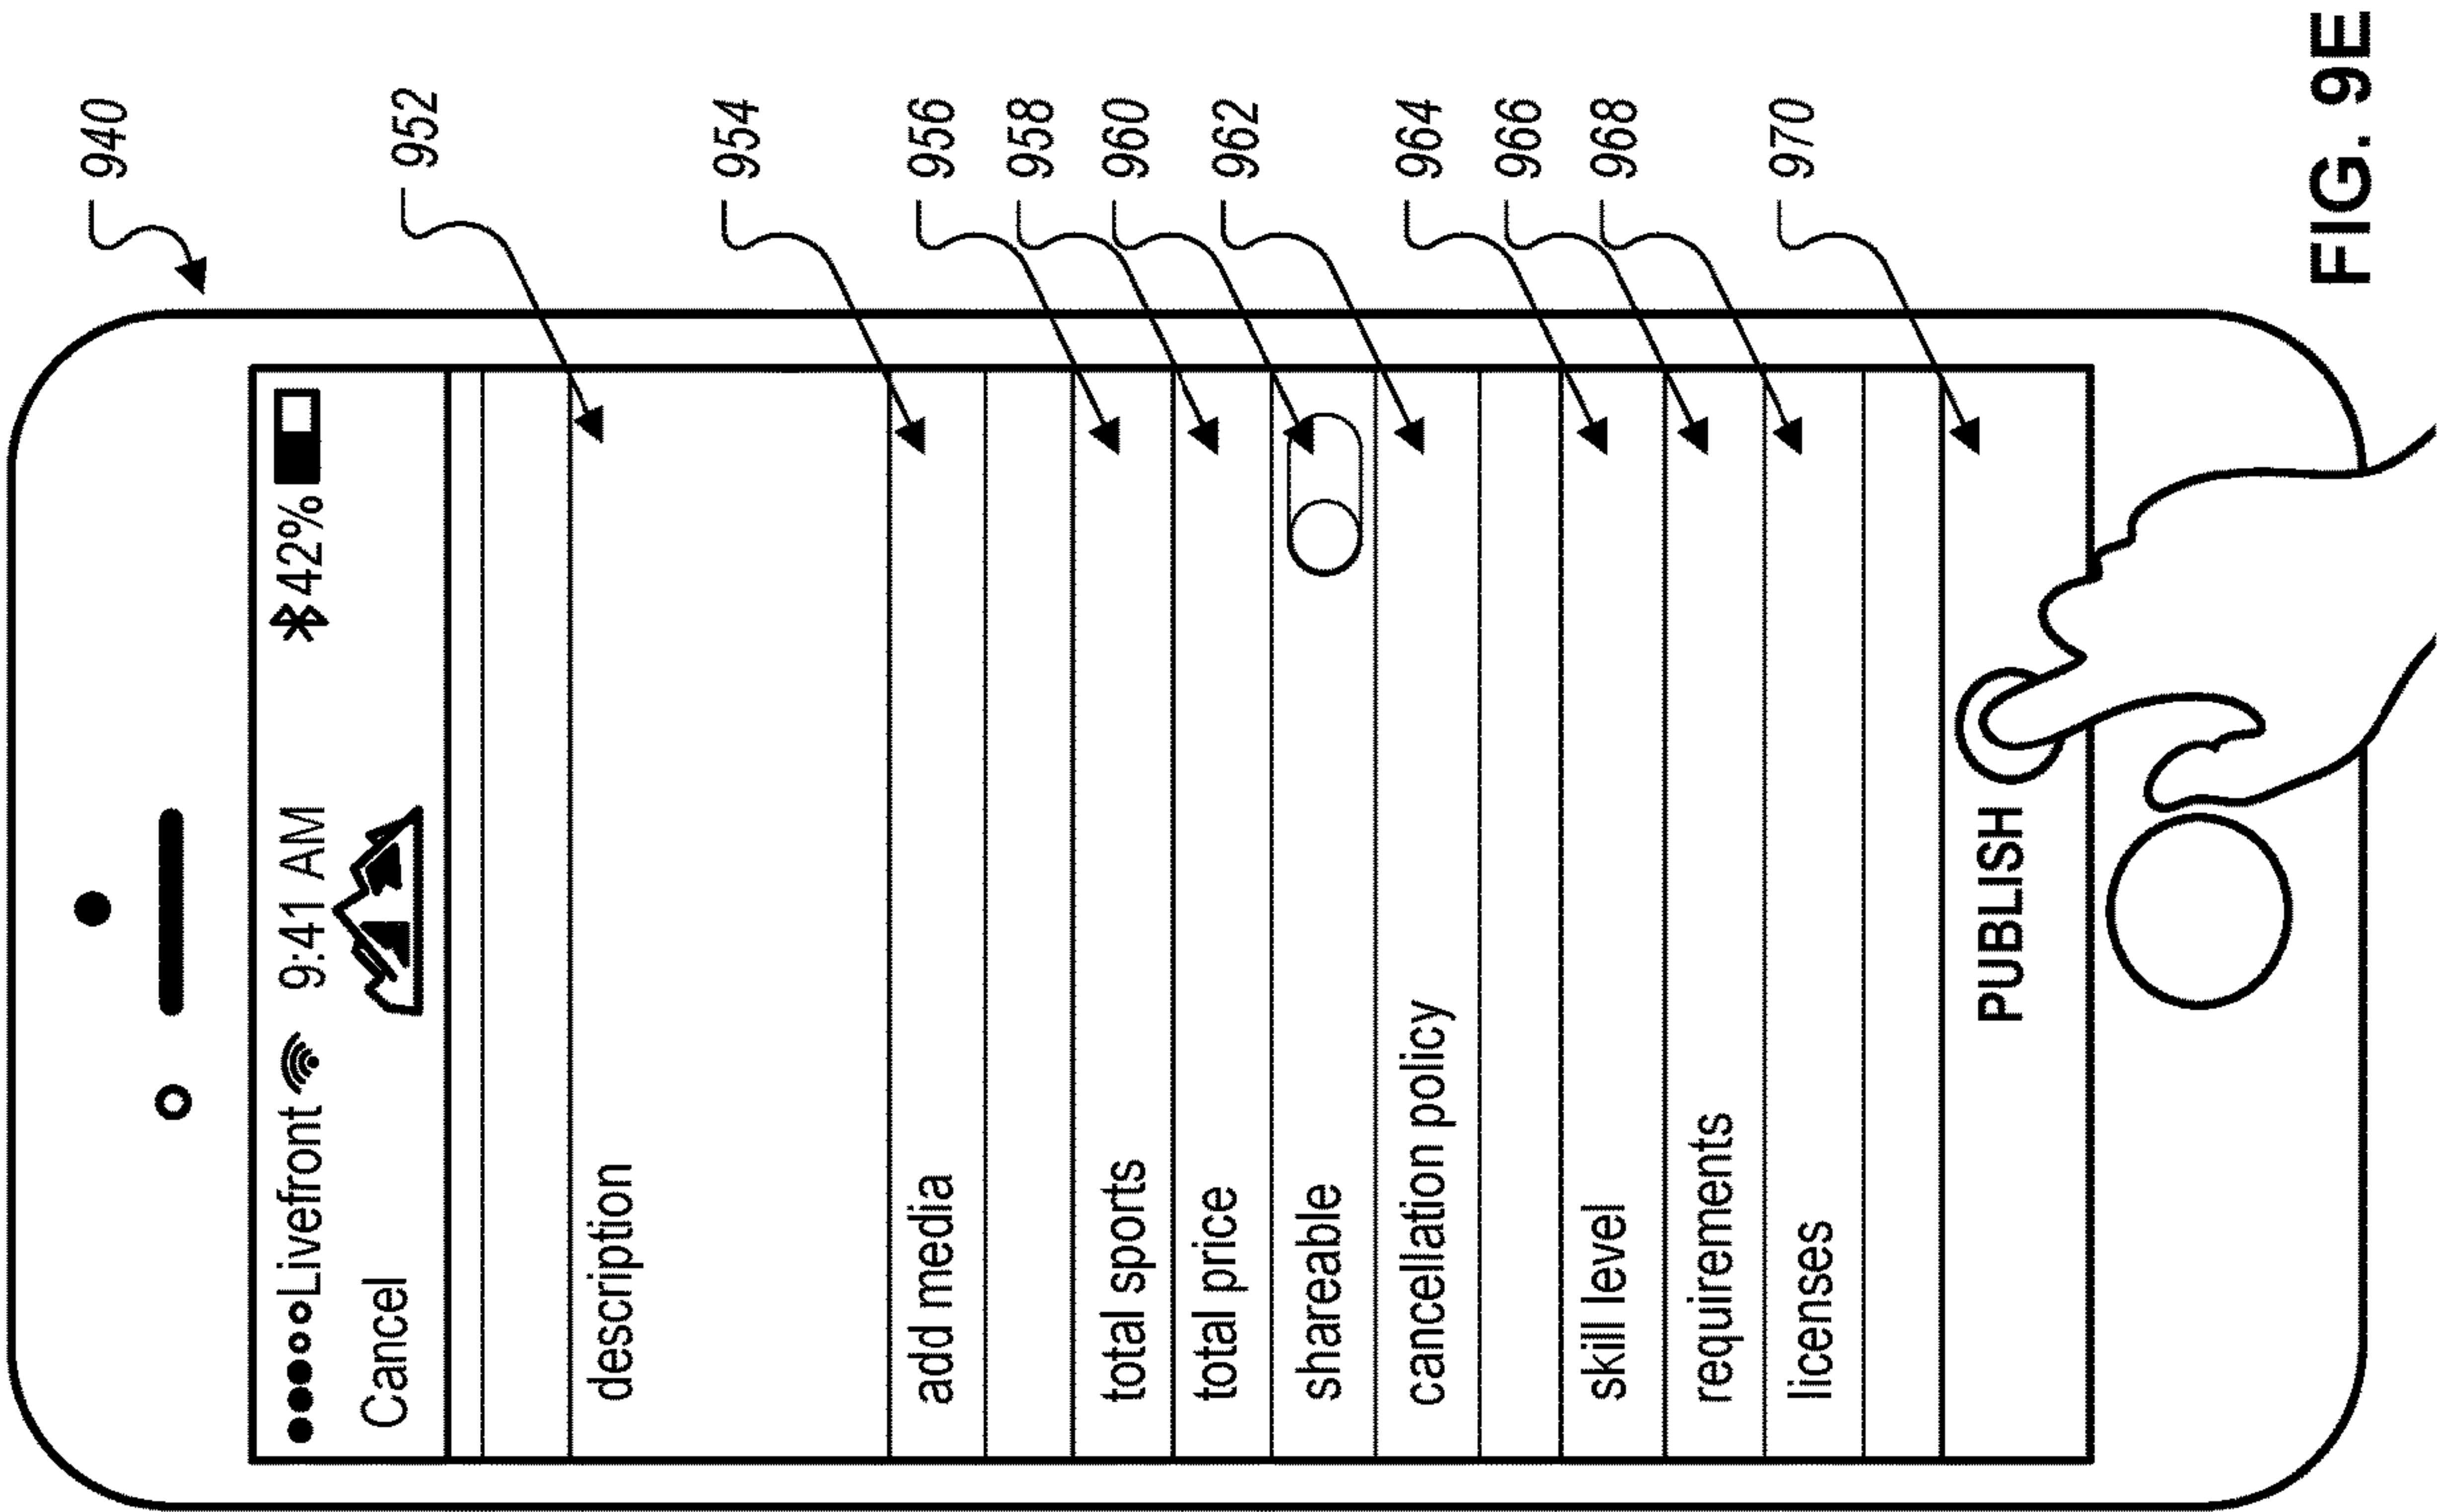 940
Livefront 9:41 AM 42%
Cancel
952
description
954
add media
956
total sports
958
total price
960
shareable
962
cancellation policy
964
skill level
966
requirements
968
licenses
970
PUBLISH
FIG. 9E